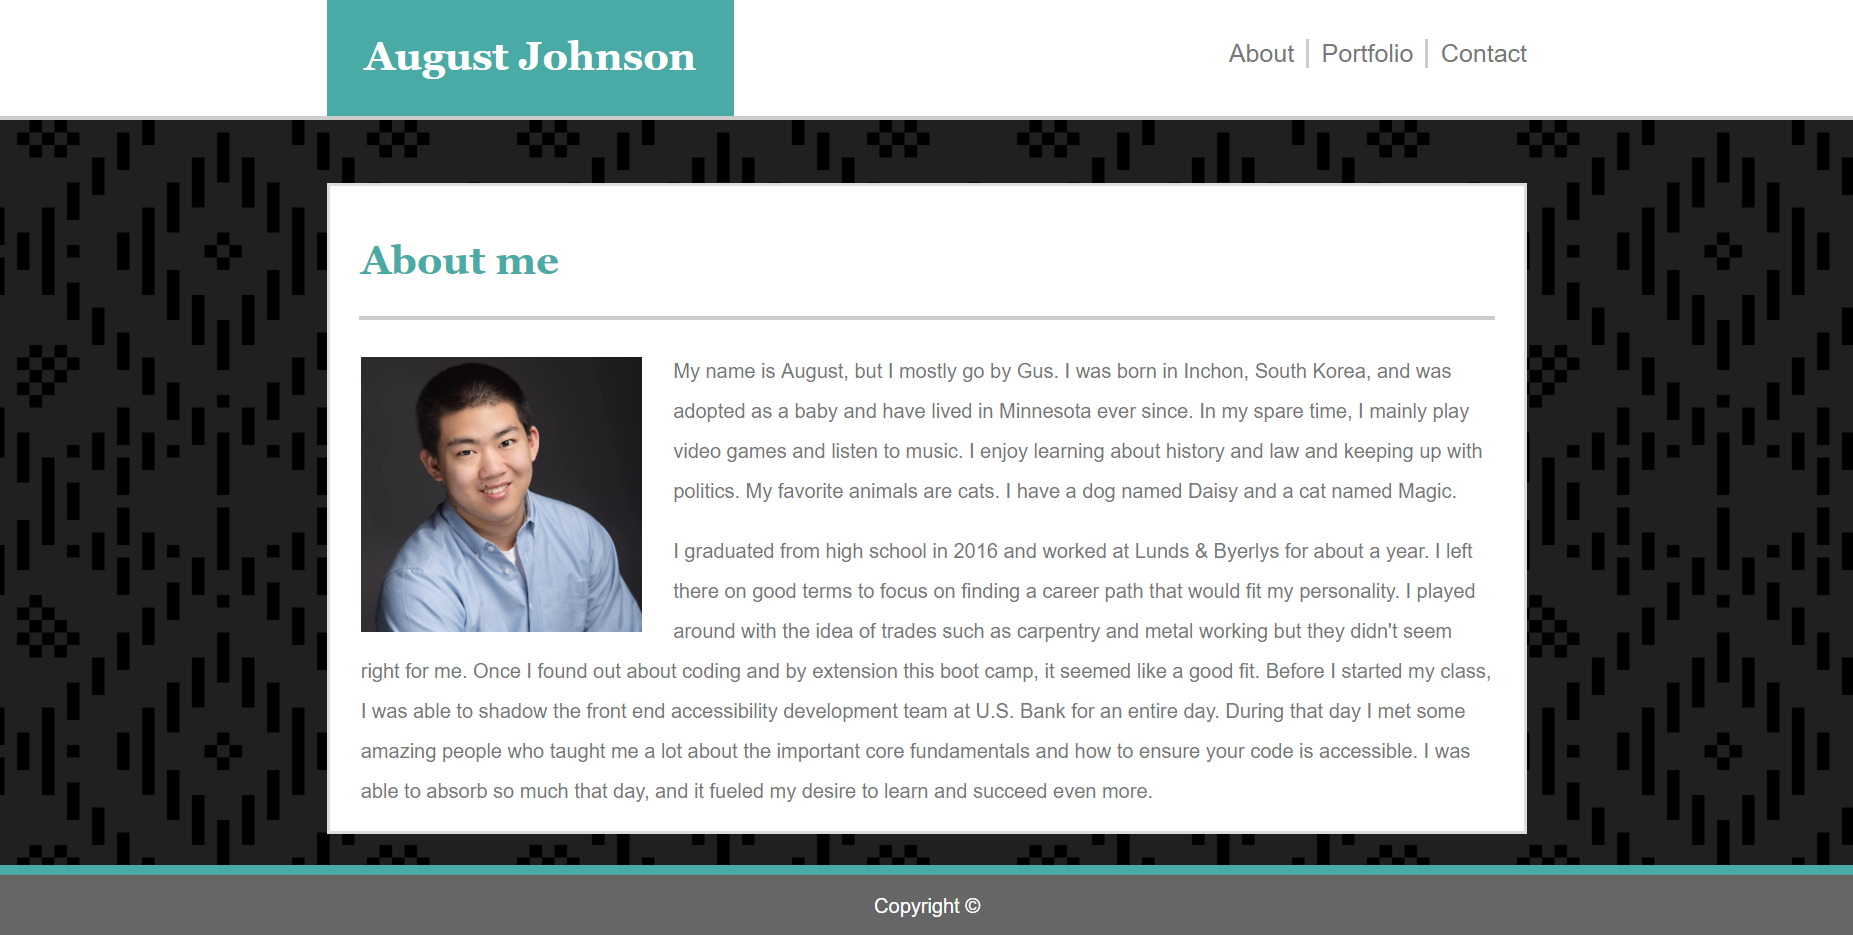 August Johnson
About
Portfolio
Contact
About me
My name is August, but I mostly go by Gus. I was born in Inchon, South Korea, and was
adopted as a baby and have lived in Minnesota ever since. In my spare time, I mainly play
video games and listen to music. I enjoy learning about history and law and keeping up with
politics. My favorite animals are cats. I have a dog named Daisy and a cat named Magic.
I graduated from high school in 2016 and worked at Lunds & Byerlys for about a year. I left
there on good terms to focus on finding a career path that would fit my personality. I played
around with the idea of trades such as carpentry and metal working but they didn't seem
right for me. Once I found out about coding and by extension this boot camp, it seemed like a good fit. Before I started my class,
I was able to shadow the front end accessibility development team at U.S. Bank for an entire day. During that day I met some
amazing people who taught me a lot about the important core fundamentals and how to ensure your code is accessible. I was
able to absorb so much that day, and it fueled my desire to learn and succeed even more.
Copyright ©